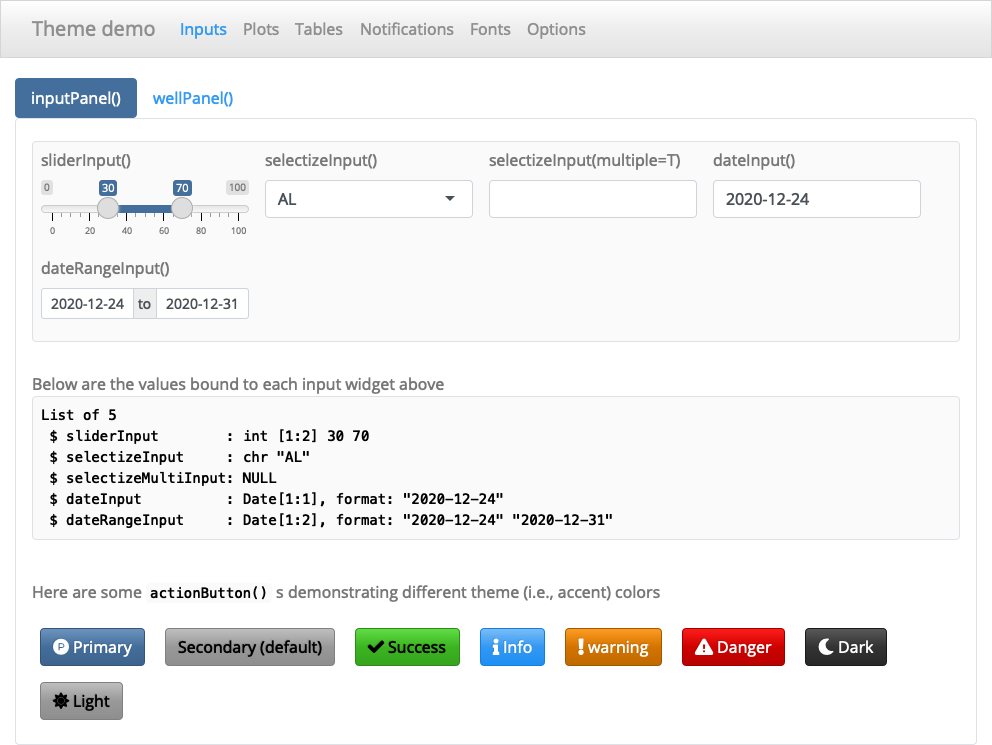 Theme demo Inputs Plots Tables Notifications Fonts Options
inputPanel() wellPanel()
sliderInput() selectizeInput() selectizeInput(multiple=T) dateInput()
0 30 70 100
AL 2020-12-24
0 20 40 60 80 100
dateRangeInput()
2020-12-24 to 2020-12-31
Below are the values bound to each input widget above
List of 5
$ sliderInput : int [1:2] 30 70
$ selectizeInput : chr "AL"
$ selectizeMultiInput: NULL
$ dateInput : Date[1:1], format: "2020-12-24"
$ dateRangeInput : Date[1:2], format: "2020-12-24" "2020-12-31"
Here are some actionButton() s demonstrating different theme (i.e., accent) colors
P Primary Secondary (default) Success Info warning Danger Dark
Light